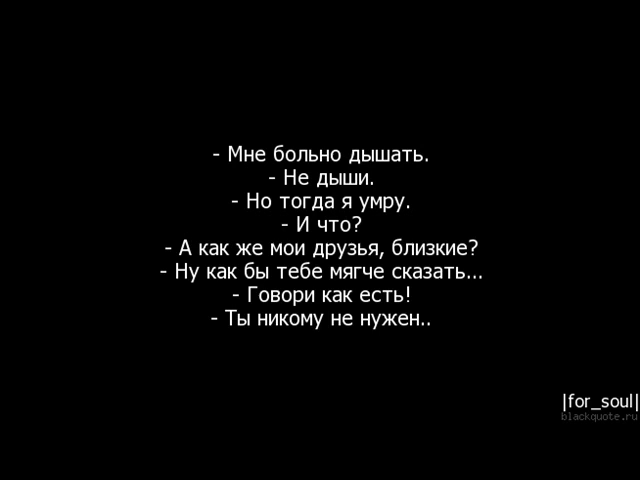 - Мне больно дышать.
- Не дыши.
- Но тогда я умру.
- И что?
- А как же мои друзья, близкие?
- Ну как бы тебе мягче сказать...
- Говори как есть!
- Ты никому не нужен..
|for_soul|
blackquote.ru